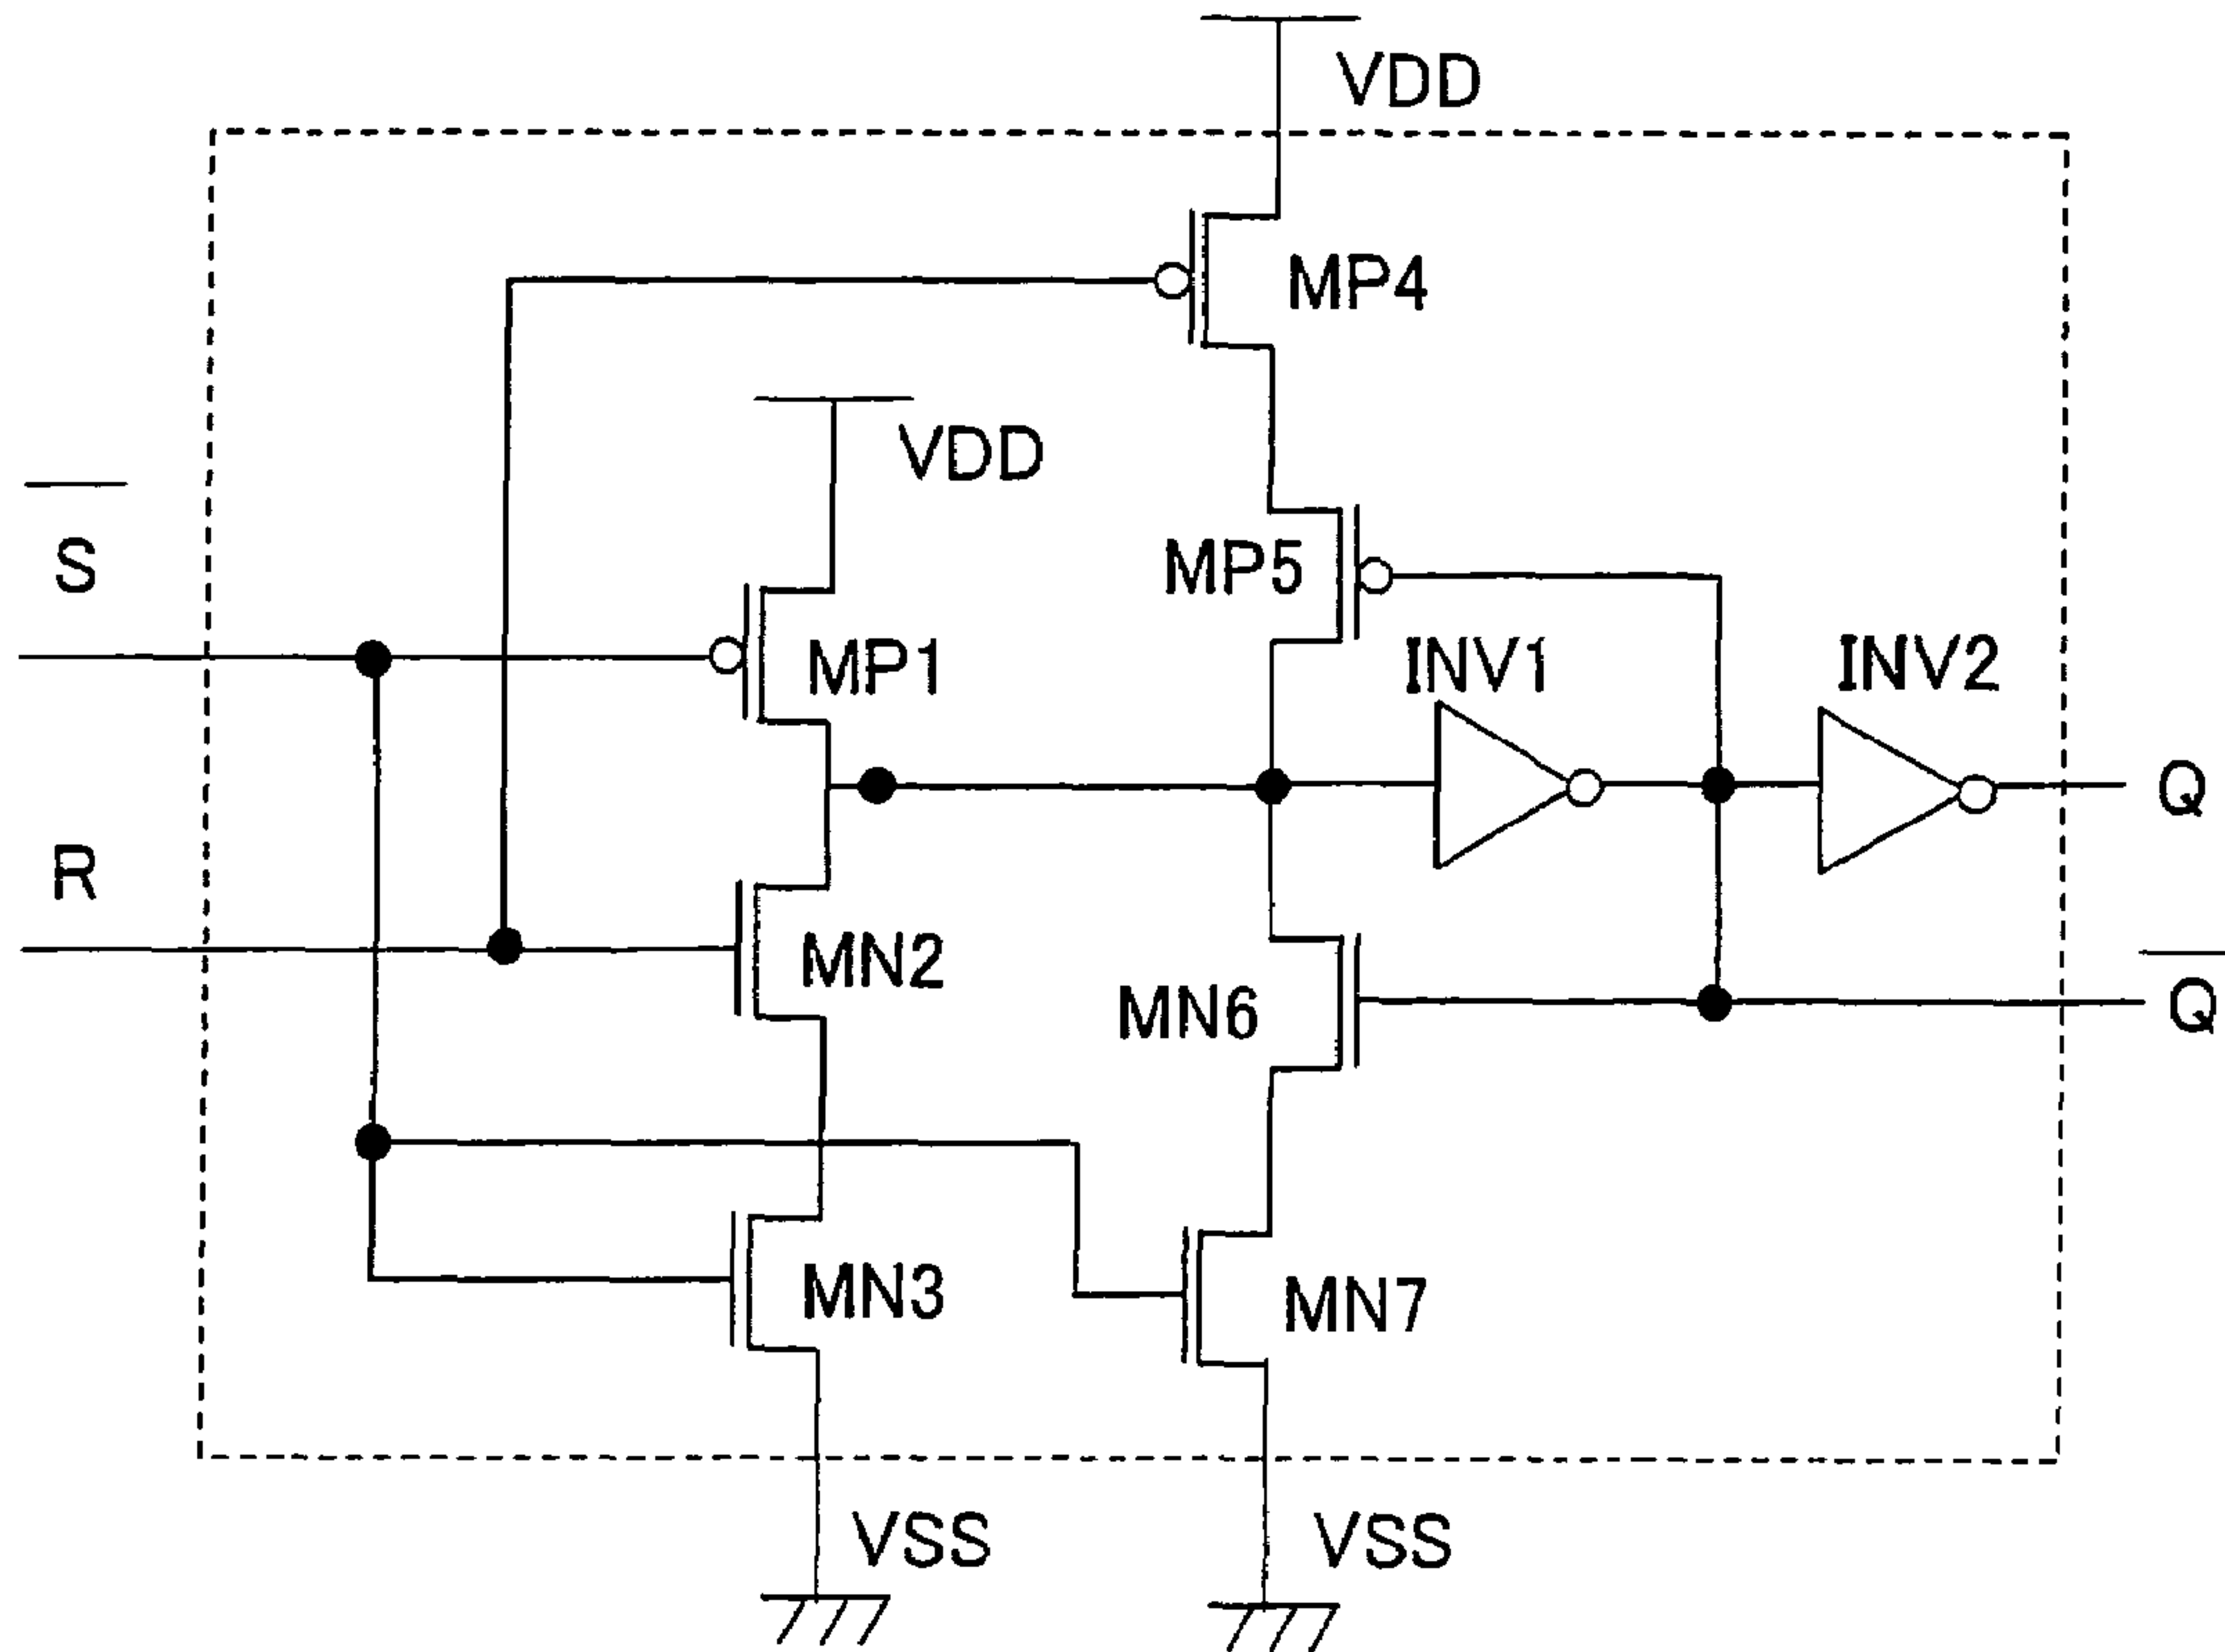 VDD
MP4
VDD
S̅
MP5
MP1
INV1
INV2
Q
R
MN2
MN6
Q̅
MN3
MN7
VSS
VSS